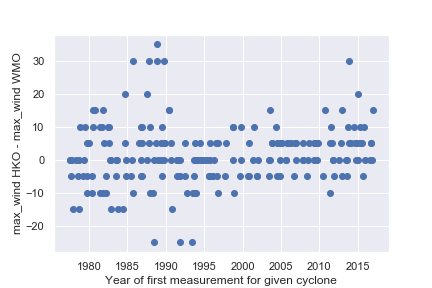 30
20
10
0
−10
−20
max_wind HKO - max_wind WMO
1980 1985 1990 1995 2000 2005 2010 2015
Year of first measurement for given cyclone